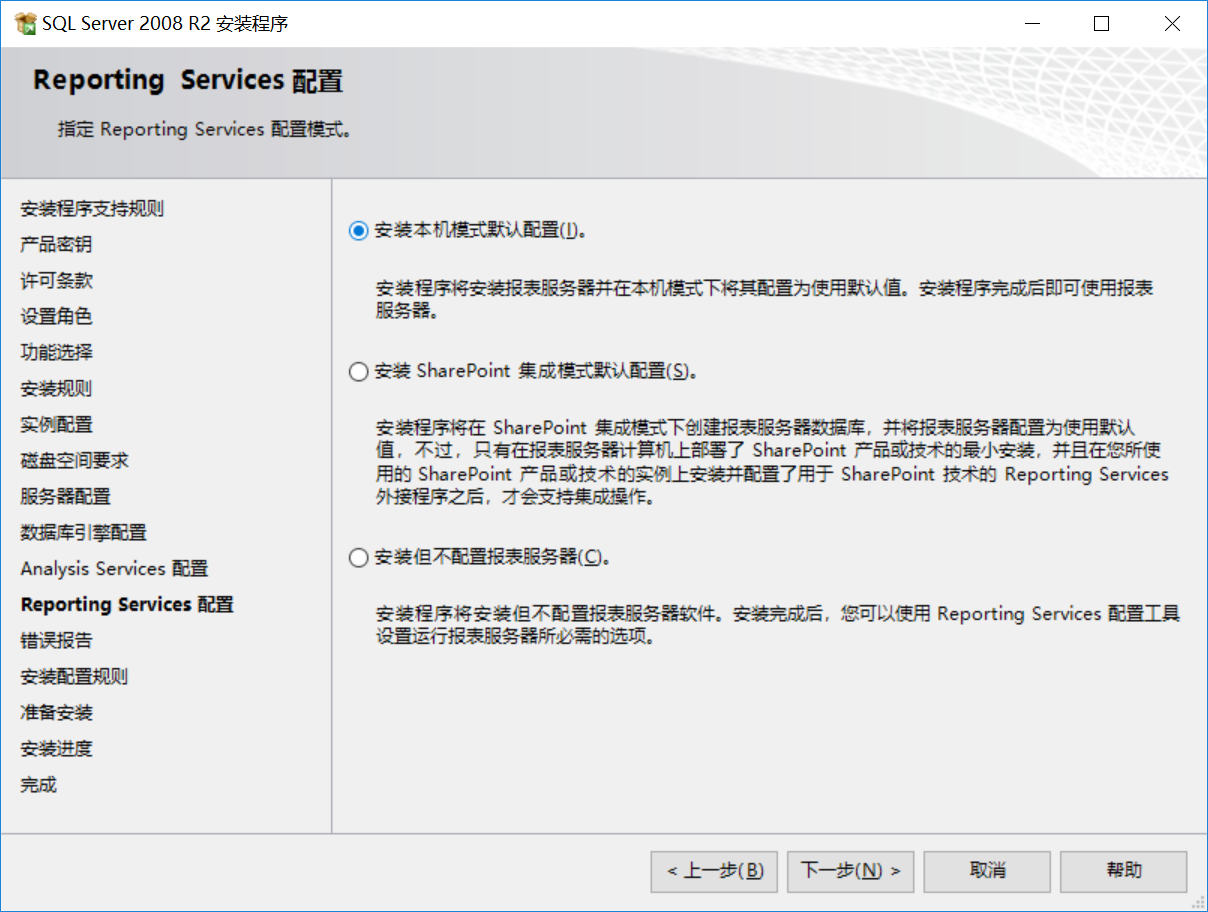 SQL Server 2008 R2 安装程序
Reporting Services 配置
指定 Reporting Services 配置模式。
安装程序支持规则
产品密钥
许可条款
设置角色
功能选择
安装规则
实例配置
磁盘空间要求
服务器配置
数据库引擎配置
Analysis Services 配置
Reporting Services 配置
错误报告
安装配置规则
准备安装
安装进度
完成
安装本机模式默认配置(I)。
安装程序将安装报表服务器并在本机模式下将其配置为使用默认值。安装程序完成后即可使用报表
服务器。
安装 SharePoint 集成模式默认配置(S)。
安装程序将在 SharePoint 集成模式下创建报表服务器数据库，并将报表服务器配置为使用默认
值，不过，只有在报表服务器计算机上部署了 SharePoint 产品或技术的最小安装，并且在您所使
用的 SharePoint 产品或技术的实例上安装并配置了用于 SharePoint 技术的 Reporting Services
外接程序之后，才会支持集成操作。
安装但不配置报表服务器(C)。
安装程序将安装但不配置报表服务器软件。安装完成后，您可以使用 Reporting Services 配置工具
设置运行报表服务器所必需的选项。
< 上一步(B)
下一步(N) >
取消
帮助